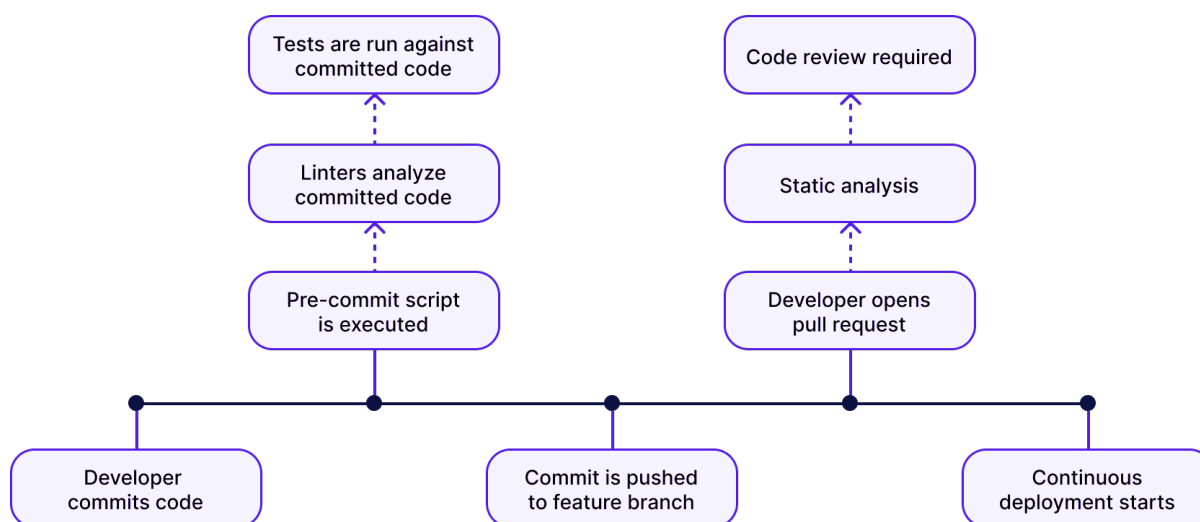 Tests are run against
committed code
Code review required
Linters analyze
committed code
Static analysis
Pre-commit script
is executed
Developer opens
pull request
Developer
commits code
Commit is pushed
to feature branch
Continuous
deployment starts